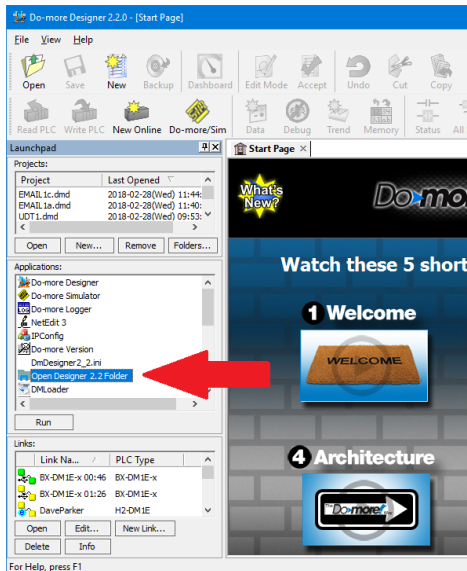 Do-more Designer 2.2.0 - [Start Page]
File View Help
Open Save New Backup Dashboard Edit Mode Accept Undo Cut Copy
Read PLC Write PLC New Online Do-more/Sim Data Debug Trend Memory Status All
Launchpad
Start Page
Projects:
Project Last Opened
EMAIL1c.dmd 2018-02-28(Wed) 11:44:
EMAIL1a.dmd 2018-02-28(Wed) 11:40:
UDT1.dmd 2018-02-28(Wed) 09:53:
Open New... Remove Folders...
Applications:
Do-more Designer
Do-more Simulator
Do-more Logger
NetEdit 3
IPConfig
Do-more Version
DmDesigner2_2.ini
Open Designer 2.2 Folder
DMLoader
Run
Links:
Link Na... PLC Type
BX-DM1E-x 00:46 BX-DM1E-x
BX-DM1E-x 01:26 BX-DM1E-x
DaveParker H2-DM1E
Open Edit... New Link...
Delete Info
For Help, press F1
What's
New?
Do-mo
Watch these 5 short
1 Welcome
WELCOME
4 Architecture
The Do-more!